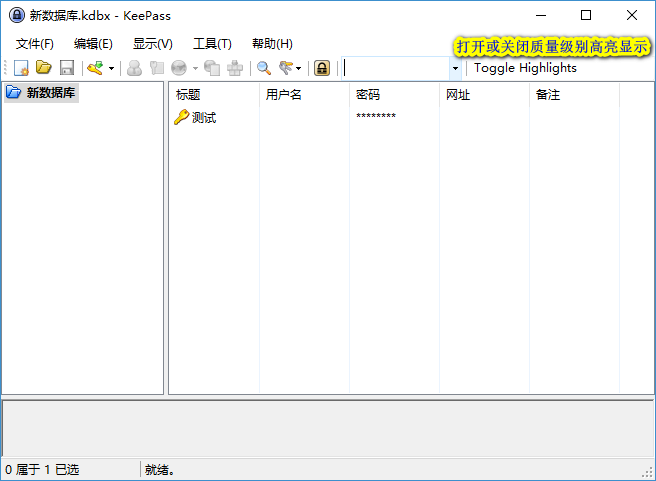 新数据库.kdbx - KeePass
文件(F) 编辑(E) 显示(V) 工具(T) 帮助(H)
打开或关闭质量级别高亮显示
Toggle Highlights
新数据库
标题 用户名 密码 网址 备注
测试 ********
0 属于 1 已选 就绪。